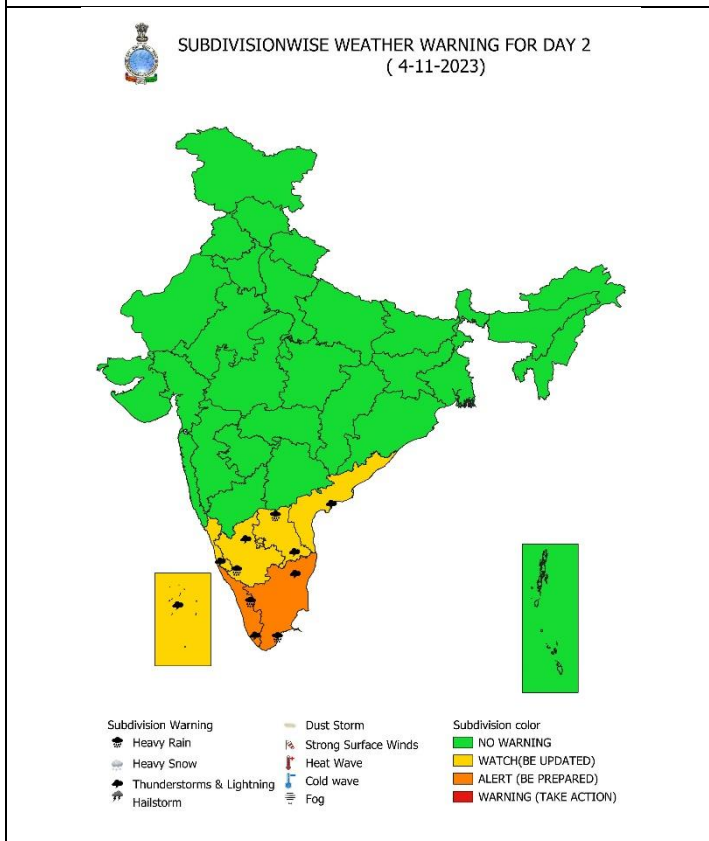 SUBDIVISIONWISE WEATHER WARNING FOR DAY 2
( 4-11-2023)
Subdivision Warning
Heavy Rain
Heavy Snow
Thunderstorms & Lightning
Hailstorm
Dust Storm
Strong Surface Winds
Heat Wave
Cold wave
Fog
Subdivision color
NO WARNING
WATCH(BE UPDATED)
ALERT (BE PREPARED)
WARNING (TAKE ACTION)